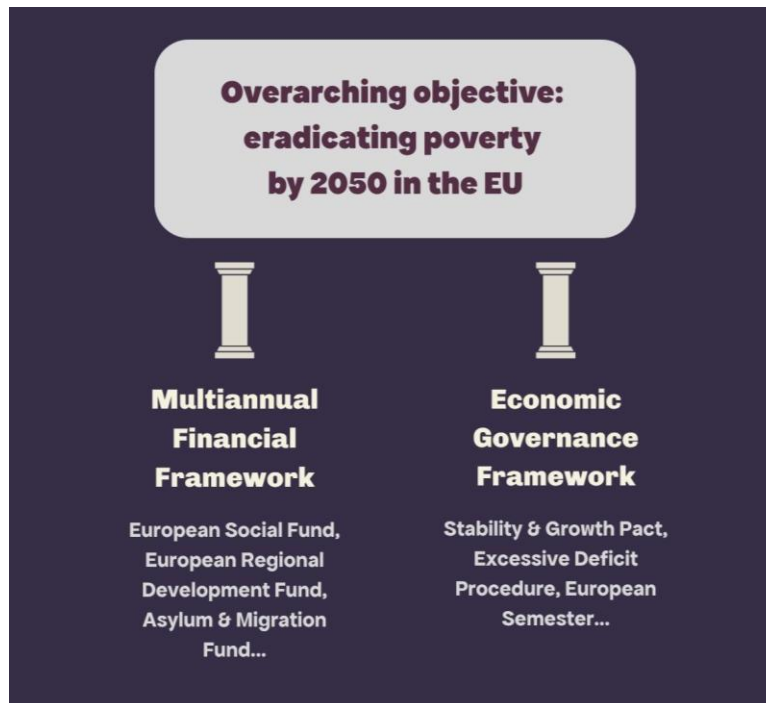 Overarching objective:
eradicating poverty
by 2050 in the EU
Multiannual
Financial
Framework
European Social Fund,
European Regional
Development Fund,
Asylum & Migration
Fund...
Economic
Governance
Framework
Stability & Growth Pact,
Excessive Deficit
Procedure, European
Semester...